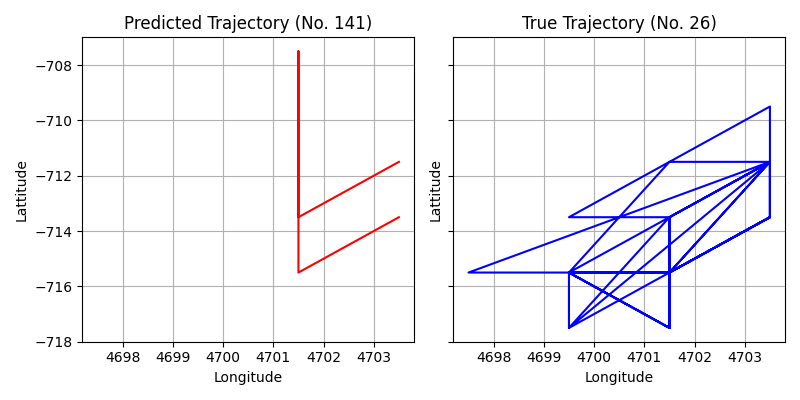 Predicted Trajectory (No. 141)
True Trajectory (No. 26)
−708
−710
−712
−714
−716
−718
Lattitude
Lattitude
4698 4699 4700 4701 4702 4703
4698 4699 4700 4701 4702 4703
Longitude
Longitude